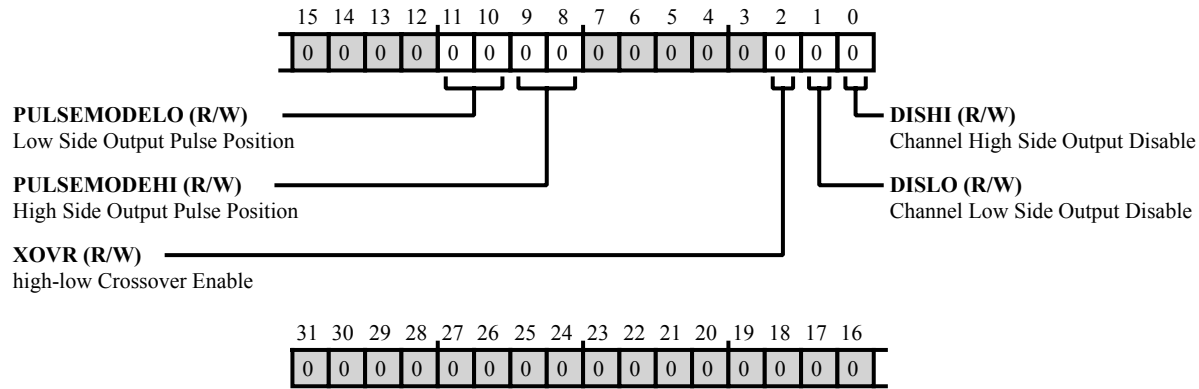 15 14 13 12 11 10 9 8 7 6 5 4 3 2 1 0
0 0 0 0 0 0 0 0 0 0 0 0 0 0 0 0
PULSEMODELO (R/W)
Low Side Output Pulse Position
DISHI (R/W)
Channel High Side Output Disable
PULSEMODEHI (R/W)
High Side Output Pulse Position
DISLO (R/W)
Channel Low Side Output Disable
XOVR (R/W)
high-low Crossover Enable
31 30 29 28 27 26 25 24 23 22 21 20 19 18 17 16
0 0 0 0 0 0 0 0 0 0 0 0 0 0 0 0